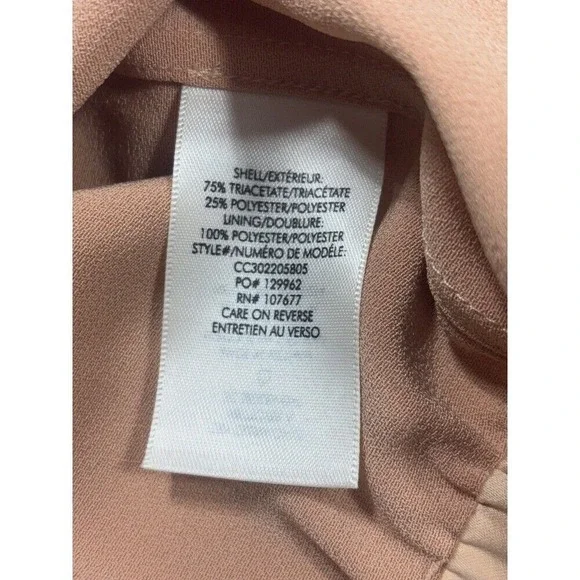 SHELL/EXTÉRIEUR:
75% TRIACETATE/TRIACÉTATE
25% POLYESTER/POLYESTER
LINING/DOUBLURE:
100% POLYESTER/POLYESTER
STYLE#/NUMÉRO DE MODÉLE:
CC302205805
PO# 129962
RN# 107677
CARE ON REVERSE
ENTRETIEN AU VERSO